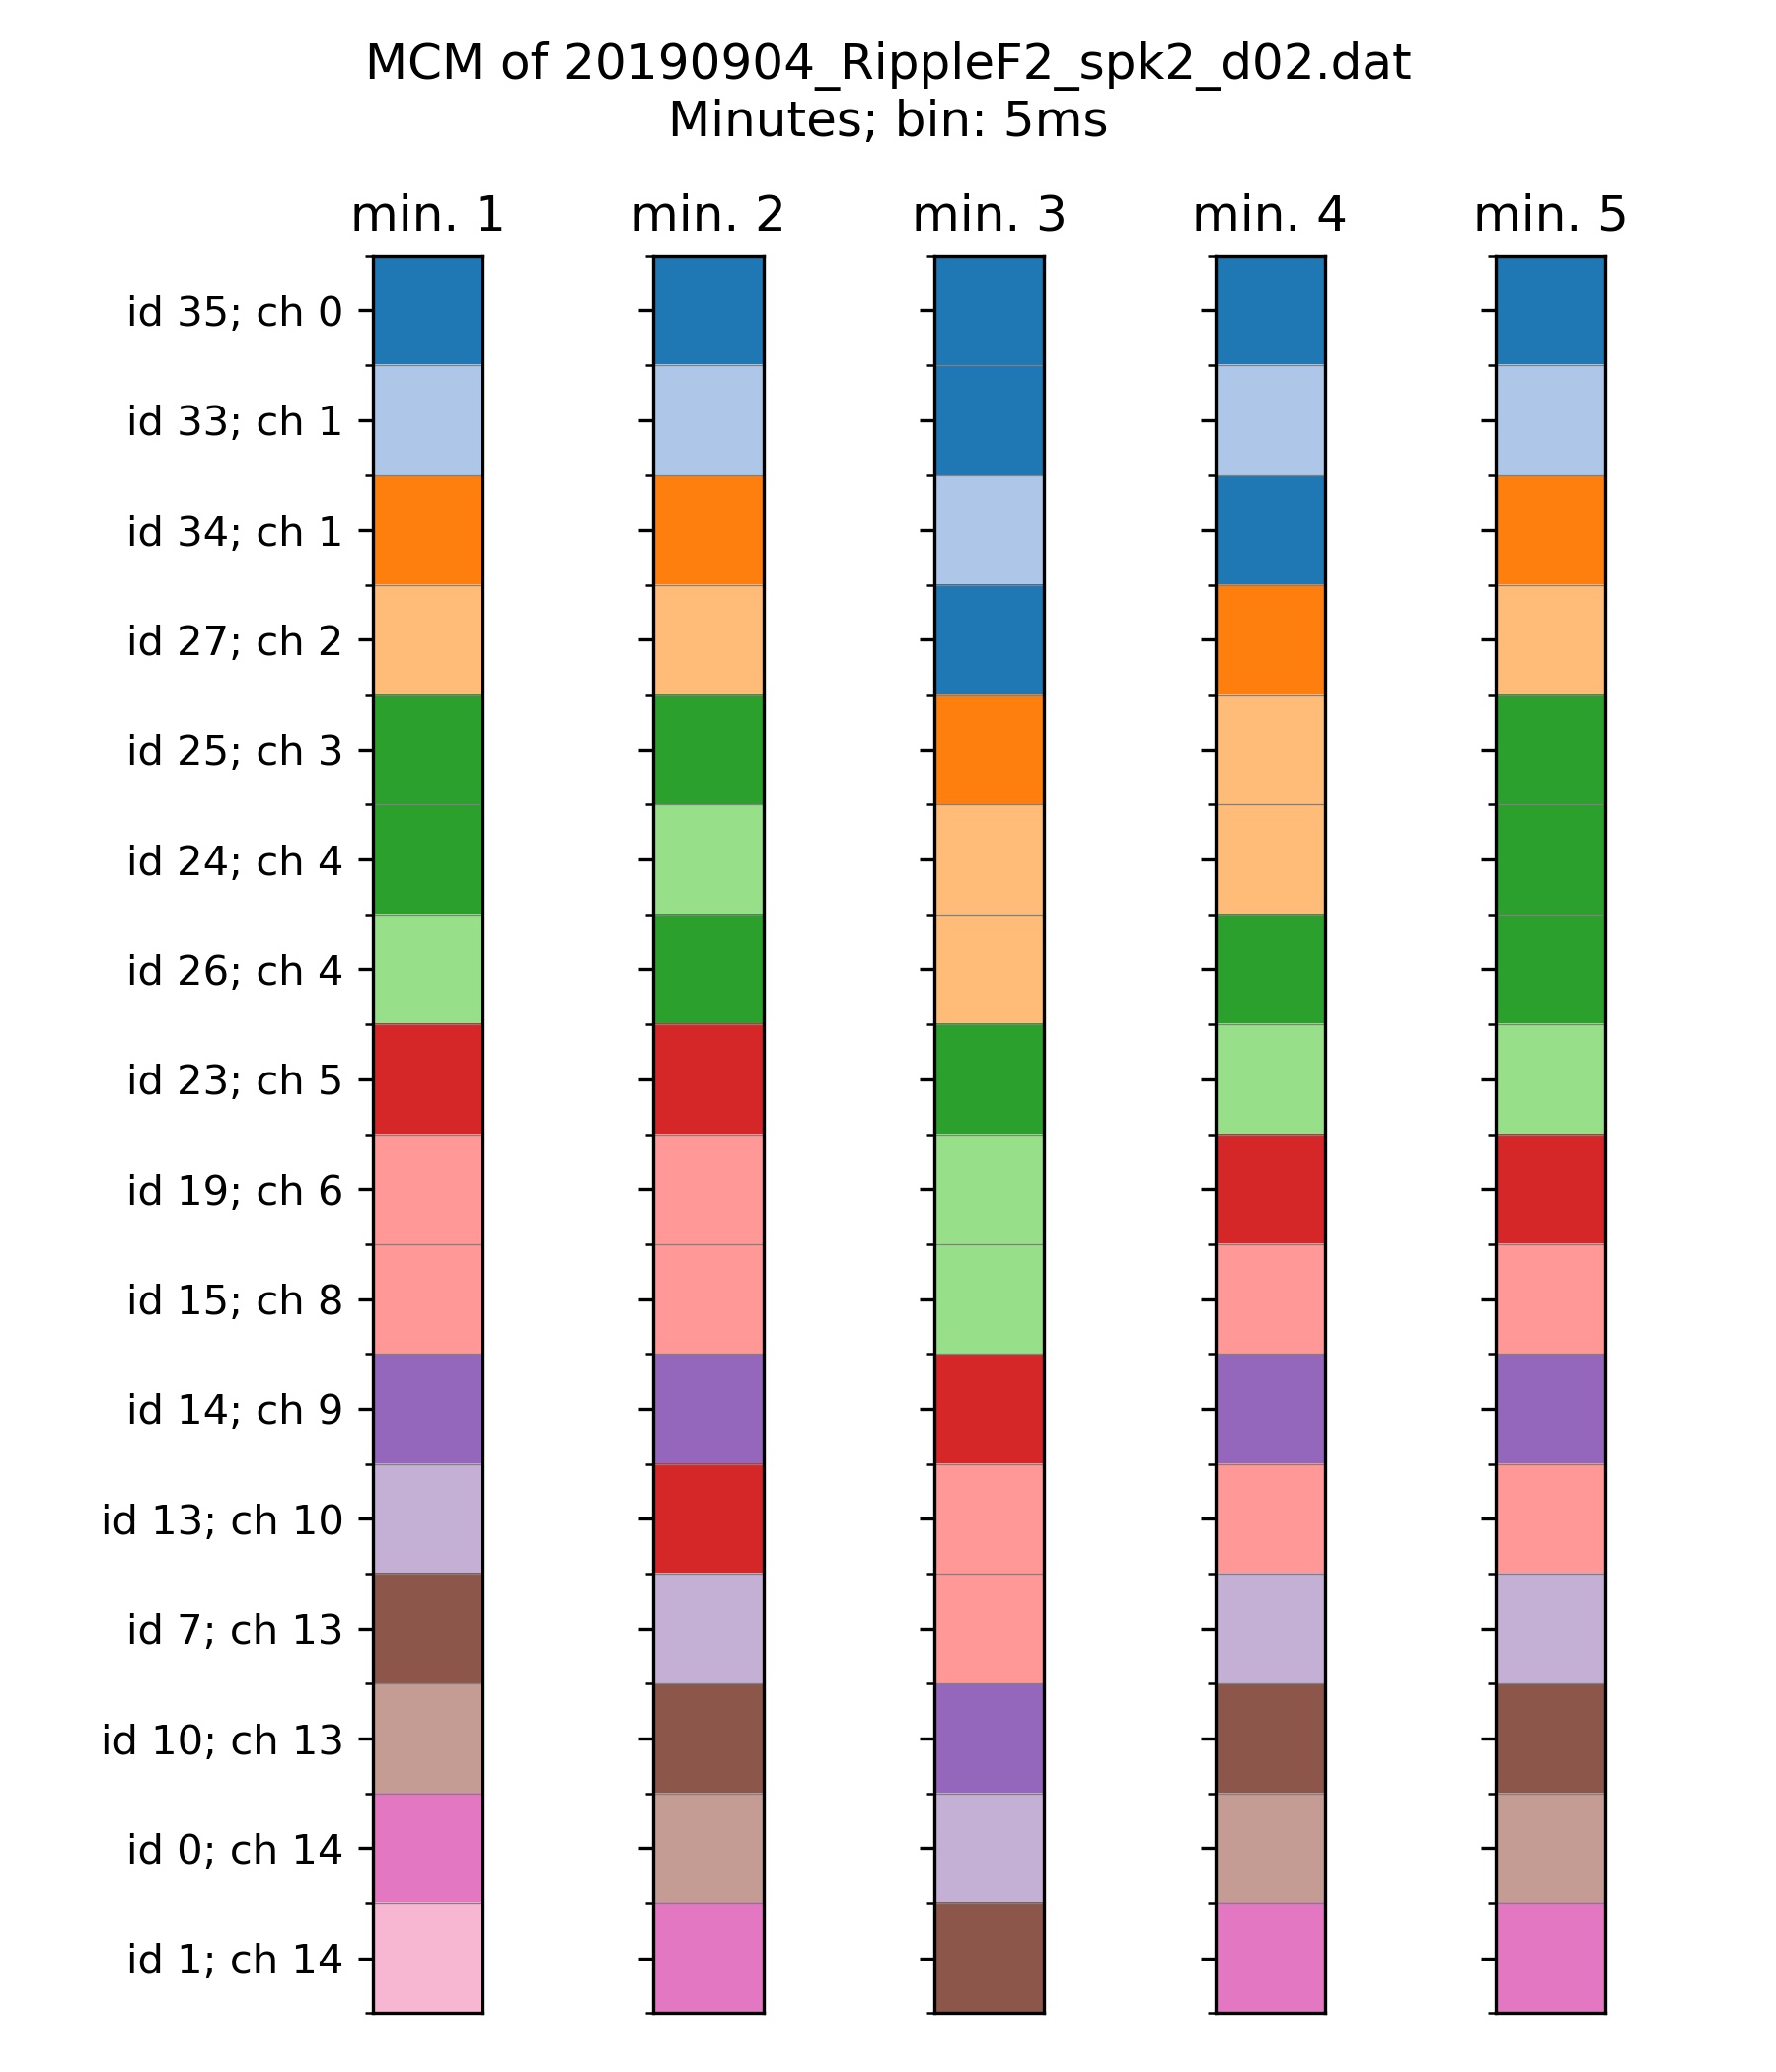 MCM of 20190904_RippleF2_spk2_d02.dat
Minutes; bin: 5ms
min. 1 min. 2 min. 3 min. 4 min. 5
id 35; ch 0
id 33; ch 1
id 34; ch 1
id 27; ch 2
id 25; ch 3
id 24; ch 4
id 26; ch 4
id 23; ch 5
id 19; ch 6
id 15; ch 8
id 14; ch 9
id 13; ch 10
id 7; ch 13
id 10; ch 13
id 0; ch 14
id 1; ch 14